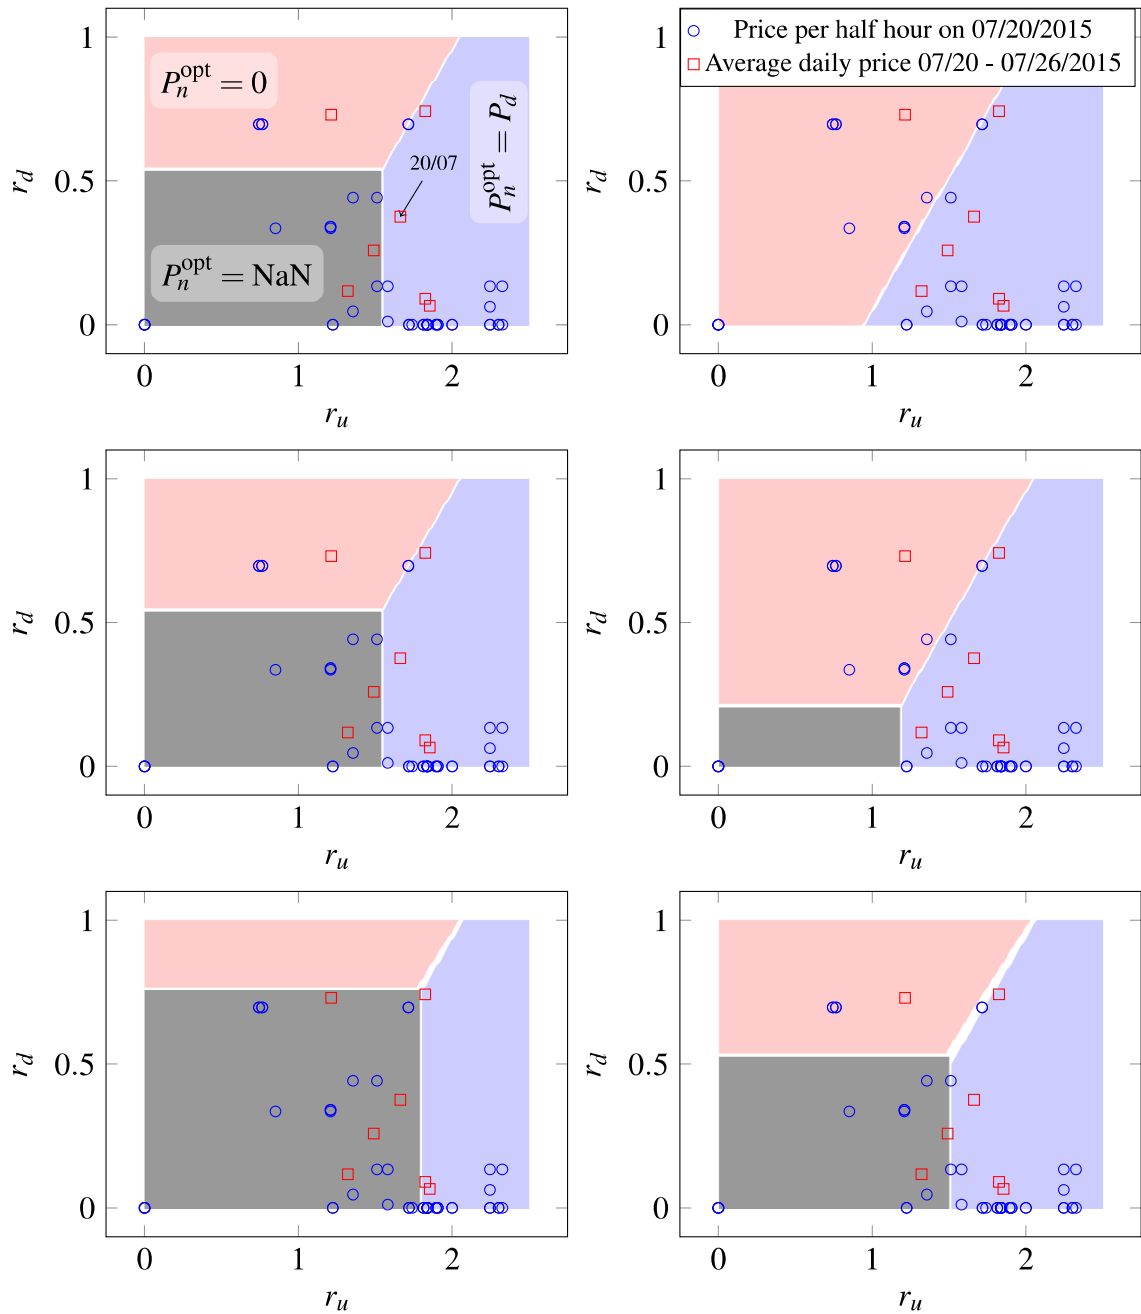 1
0.5
0
r_d
P_n^opt = 0
P_n^opt = P_d
20/07
P_n^opt = NaN
0 1 2
r_u
Price per half hour on 07/20/2015
Average daily price 07/20 - 07/26/2015
1
0.5
0
r_d
0 1 2
r_u
1
0.5
0
r_d
0 1 2
r_u
1
0.5
0
r_d
0 1 2
r_u
1
0.5
0
r_d
0 1 2
r_u
1
0.5
0
r_d
0 1 2
r_u